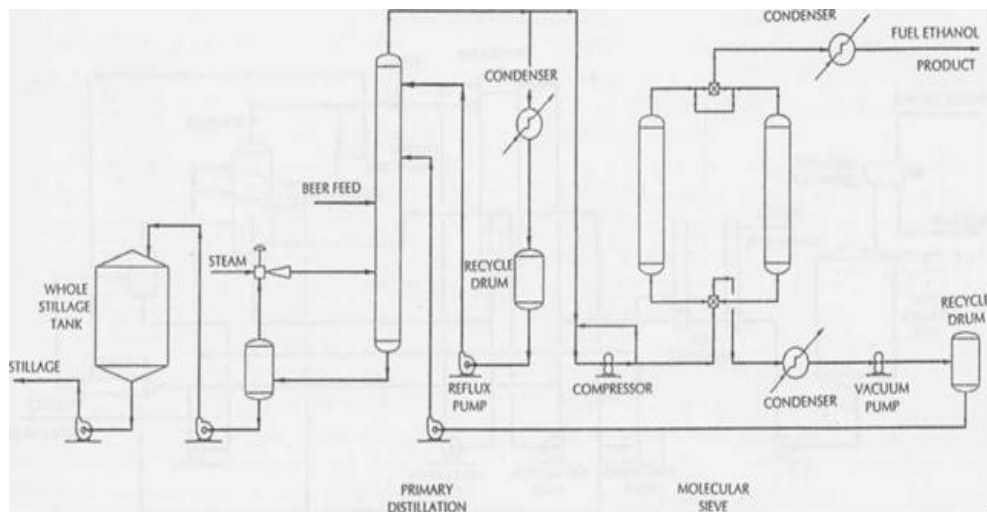 CONDENSER
FUEL ETHANOL
PRODUCT
CONDENSER
BEER FEED
STEAM
RECYCLE
DRUM
WHOLE
STILLAGE
TANK
RECYCLE
DRUM
STILLAGE
REFLUX
PUMP
COMPRESSOR
CONDENSER
VACUUM
PUMP
PRIMARY
DISTILLATION
MOLECULAR
SIEVE